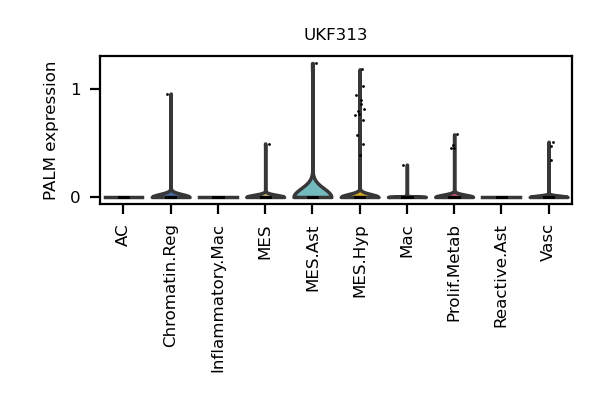 UKF313
PALM expression
1
0
AC
Chromatin.Reg
Inflammatory.Mac
MES
MES.Ast
MES.Hyp
Mac
Prolif.Metab
Reactive.Ast
Vasc